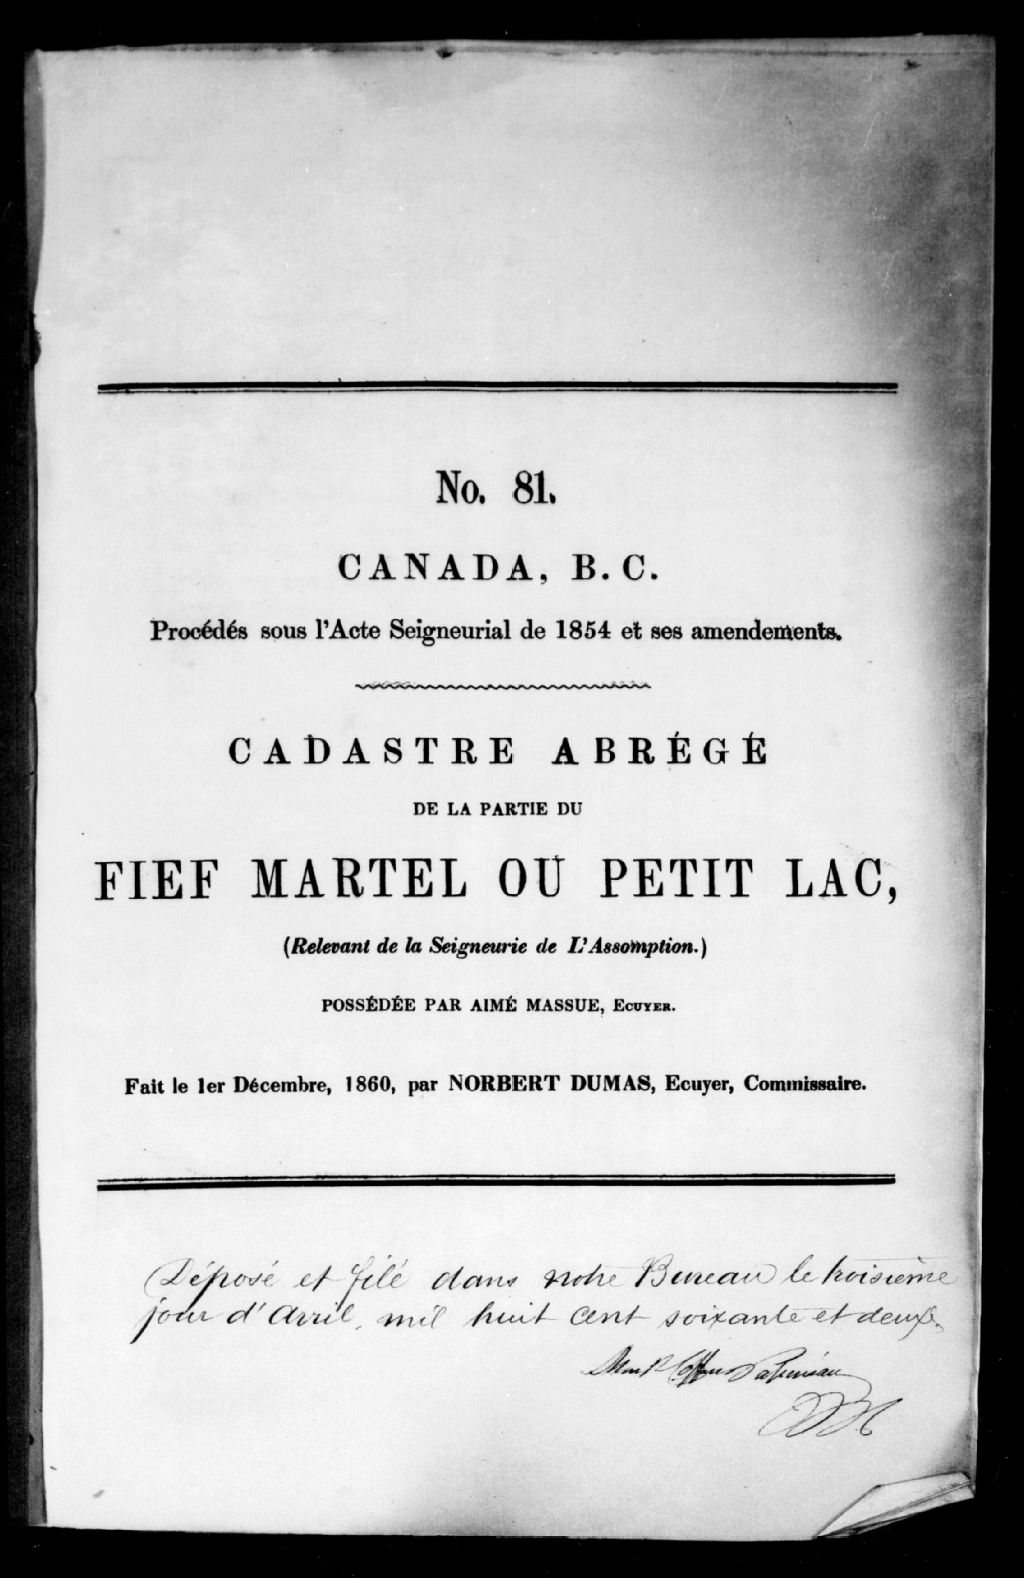 No. 81.
CANADA, B. C.
Procédés sous l'Acte Seigneurial de 1854 et ses amendements.
CADASTRE ABRÉGÉ
DE LA PARTIE DU
FIEF MARTEL OU PETIT LAC,
(Relevant de la Seigneurie de L'Assomption.)
POSSÉDÉE PAR AIMÉ MASSUE, ECUYER.
Fait le 1er Décembre, 1860, par NORBERT DUMAS, Ecuyer, Commissaire.
Déposé et filé dans notre Bureau le troisième
jour d'Avril, mil huit cent soixante et deux.